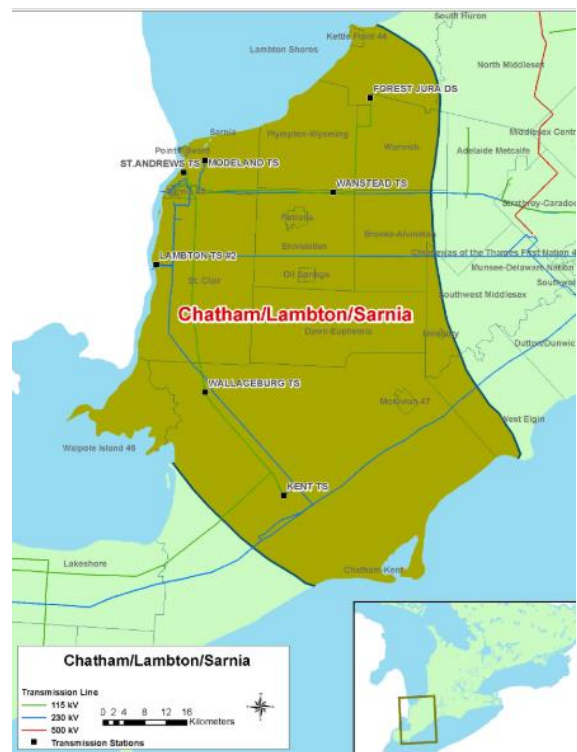 South Huron
Kettle Point 44
Lambton Shores
North Middlesex
FOREST JURA DS
Sarnia
Plympton-Wyoming
Warwick
Middlesex Cent
Adelaide Metcalfe
ST.ANDREWS TS
MODELAND TS
WANSTEAD TS
Strathroy-Caradoc
Petrolia
Enniskillen
Brooke-Alvinston
LAMBTON TS #2
Chippewas of the Thames First Nation 4
Munsee-Delaware Nation
St. Clair
Oil Springs
Southwest Middlesex
Chatham/Lambton/Sarnia
Dawn-Euphemia
Newbury
Dutton/Dunwic
WALLACEBURG TS
Moravian 47
West Elgin
Walpole Island 46
KENT TS
Lakeshore
Chatham-Kent
Chatham/Lambton/Sarnia
Transmission Line
115 kV
230 kV
500 kV
Transmission Stations
0 2 4 8 12 16
Kilometers